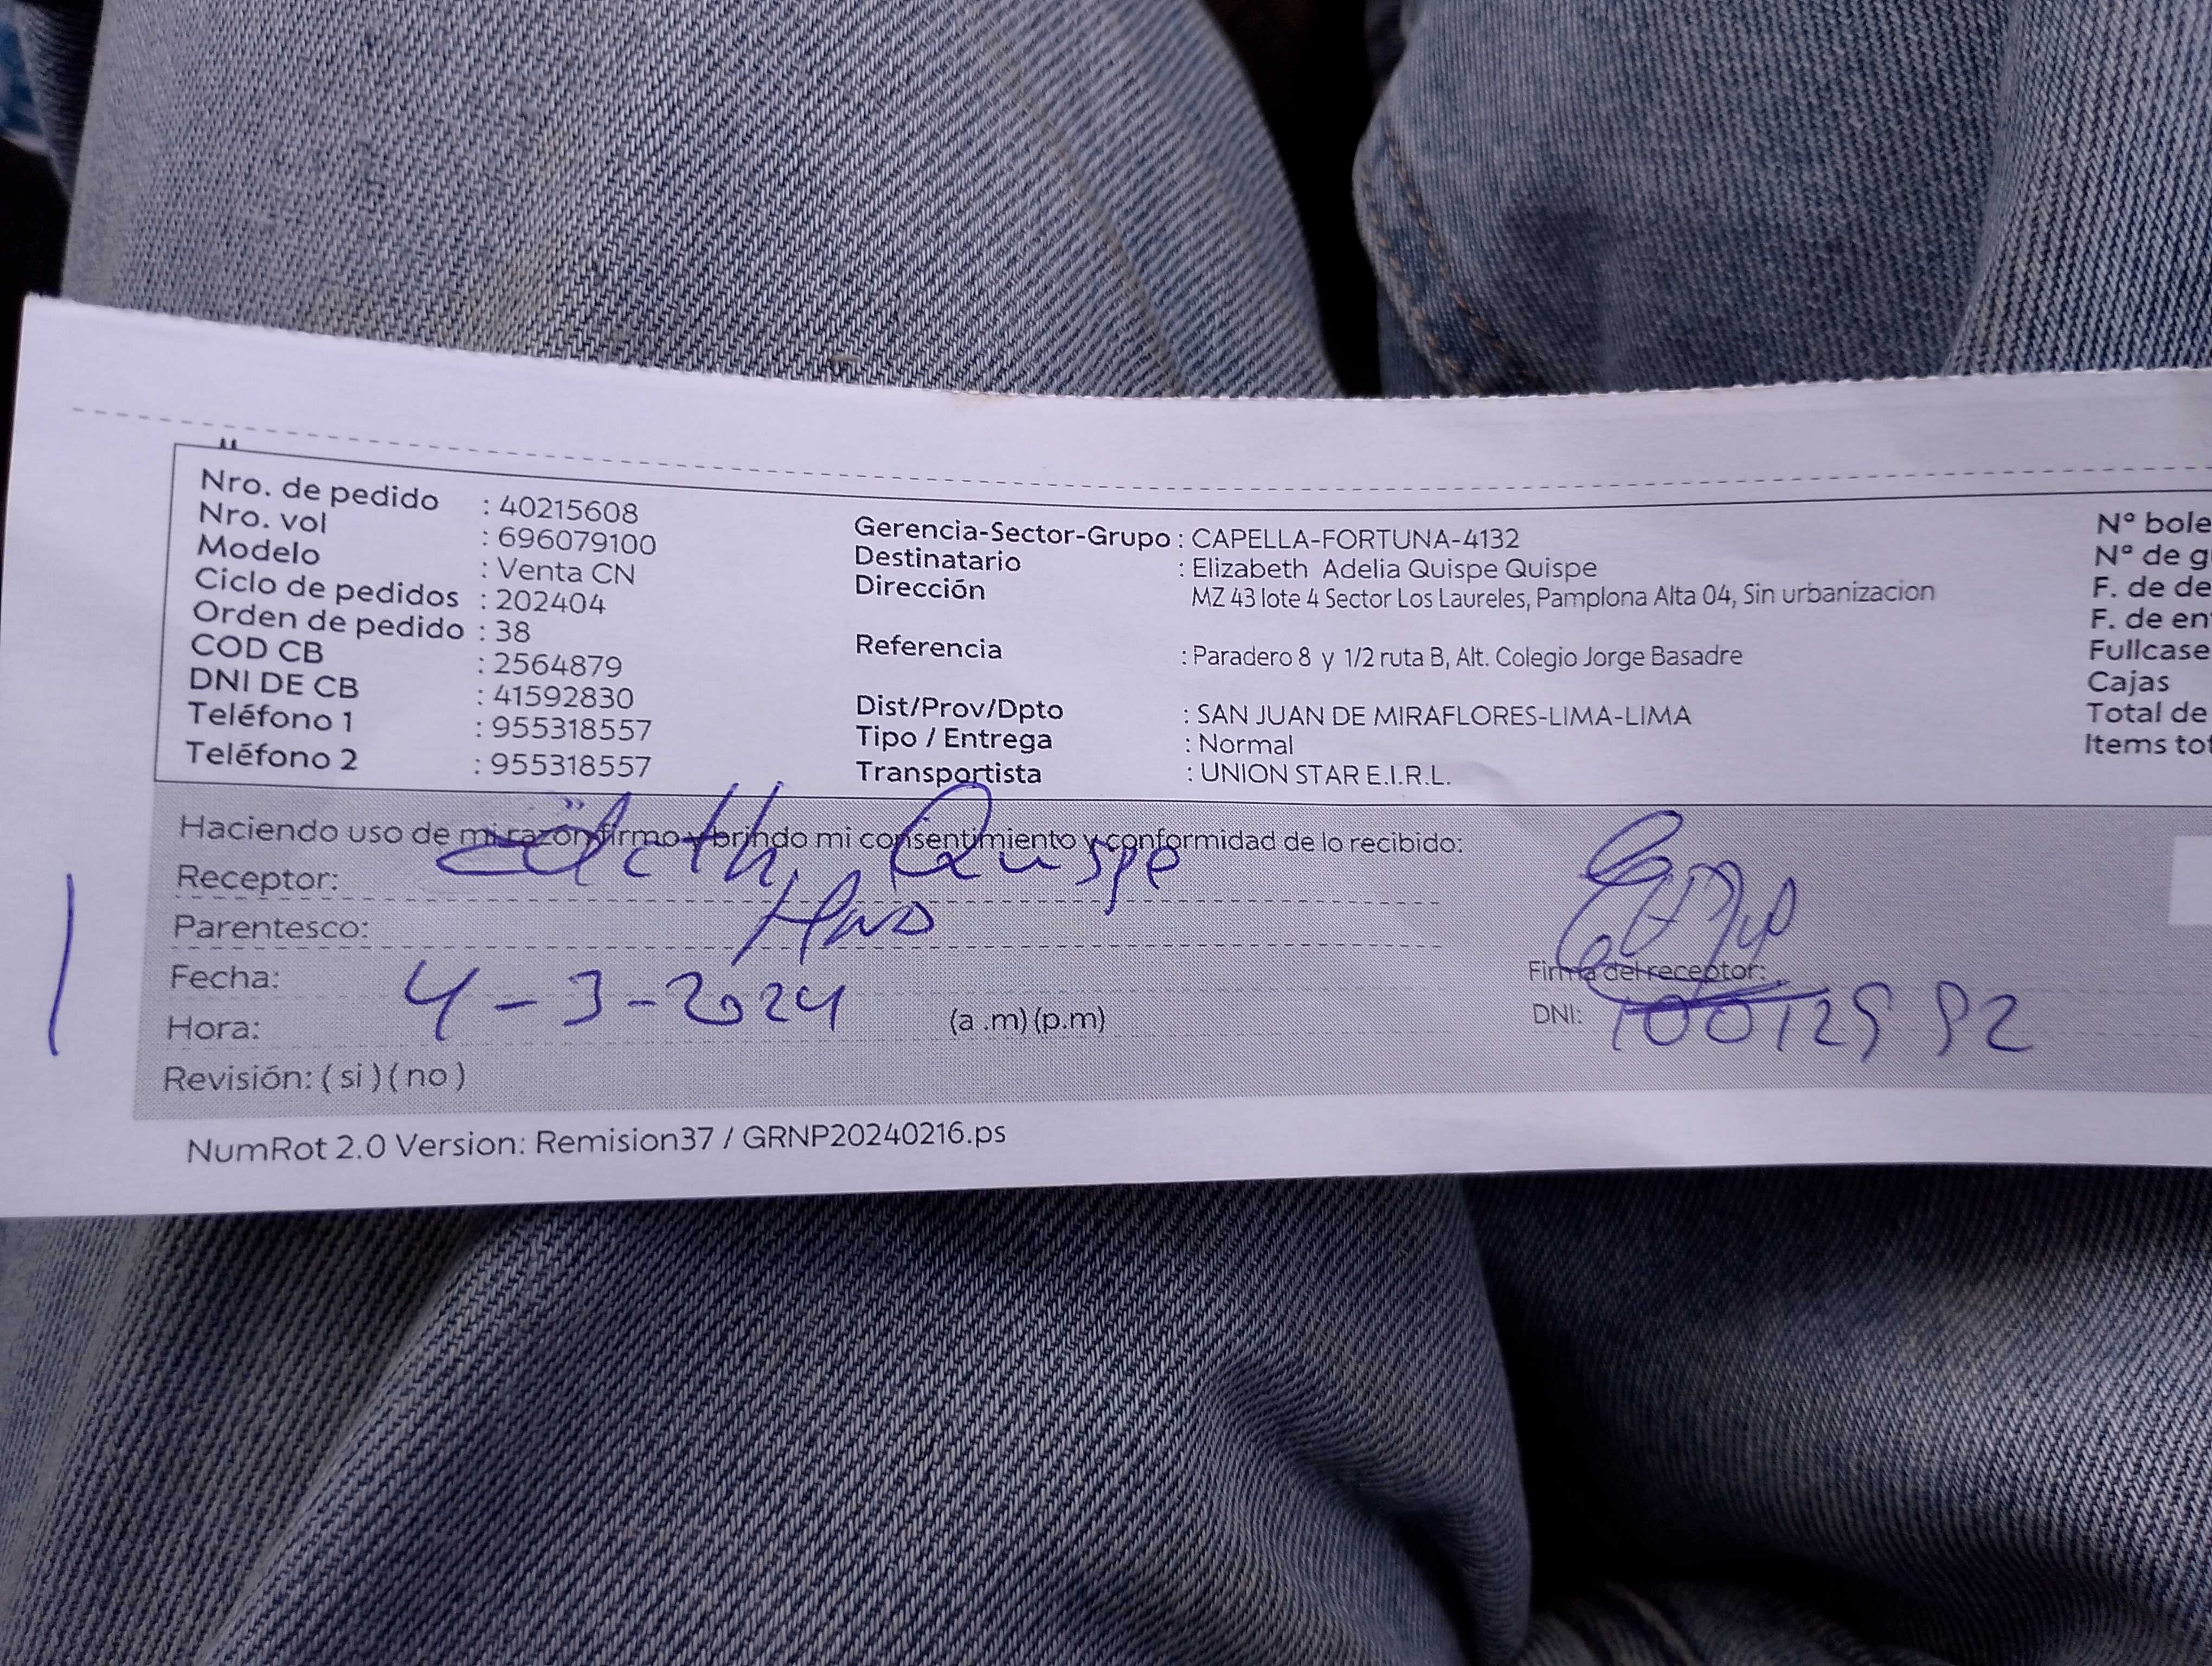 Nro. de pedido : 40215608
Nro. vol : 696079100
Modelo : Venta CN
Ciclo de pedidos : 202404
Orden de pedido : 38
COD CB : 2564879
DNI DE CB : 41592830
Teléfono 1 : 955318557
Teléfono 2 : 955318557
Gerencia-Sector-Grupo : CAPELLA-FORTUNA-4132
Destinatario : Elizabeth Adelia Quispe Quispe
Dirección MZ 43 lote 4 Sector Los Laureles, Pamplona Alta 04, Sin urbanizacion
Referencia : Paradero 8 y 1/2 ruta B, Alt. Colegio Jorge Basadre
Dist/Prov/Dpto : SAN JUAN DE MIRAFLORES-LIMA-LIMA
Tipo / Entrega : Normal
Transportista : UNION STAR E.I.R.L.
N° bole
N° de g
F. de de
F. de en
Fullcase
Cajas
Total de
Items tot
Haciendo uso de mi razón firmo y brindo mi consentimiento y conformidad de lo recibido:
Receptor: Quispe
Parentesco:
Fecha: 4-3-2024
Hora: (a .m) (p.m)
Revisión: ( si ) ( no )
Firma del receptor:
DNI:
NumRot 2.0 Version: Remision37 / GRNP20240216.ps